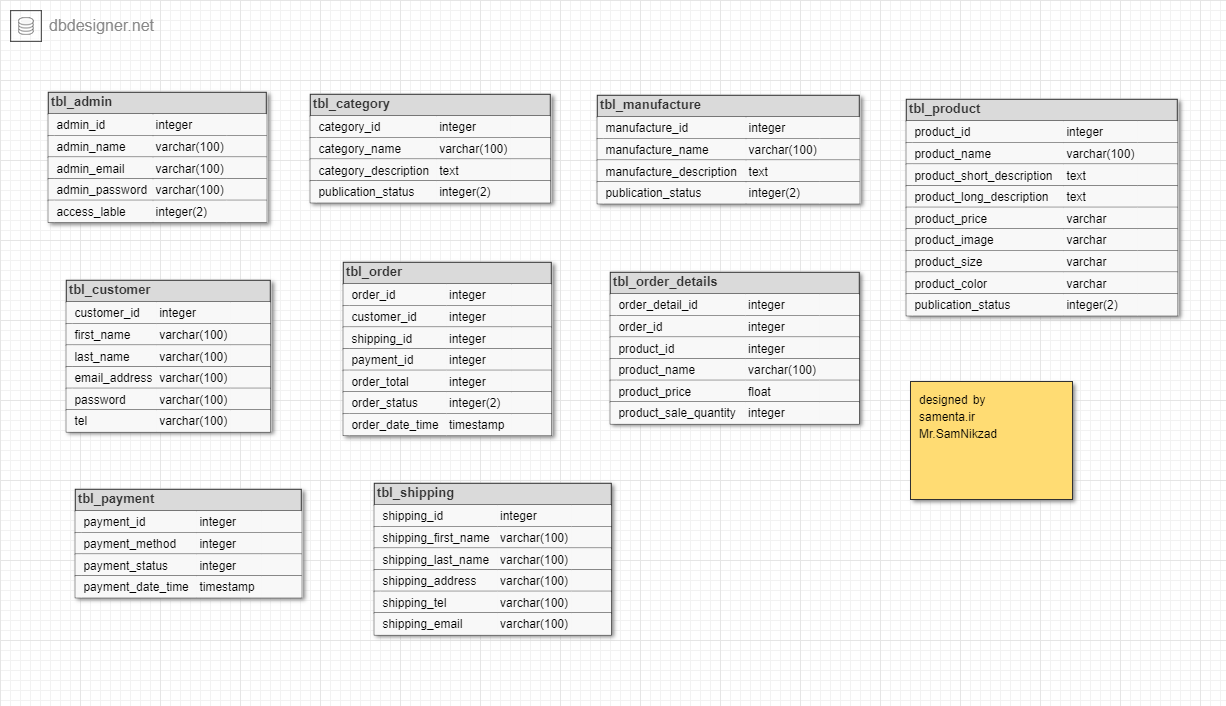 dbdesigner.net
tbl_admin
admin_id integer
admin_name varchar(100)
admin_email varchar(100)
admin_password varchar(100)
access_lable integer(2)
tbl_category
category_id integer
category_name varchar(100)
category_description text
publication_status integer(2)
tbl_manufacture
manufacture_id integer
manufacture_name varchar(100)
manufacture_description text
publication_status integer(2)
tbl_product
product_id integer
product_name varchar(100)
product_short_description text
product_long_description text
product_price varchar
product_image varchar
product_size varchar
product_color varchar
publication_status integer(2)
tbl_customer
customer_id integer
first_name varchar(100)
last_name varchar(100)
email_address varchar(100)
password varchar(100)
tel varchar(100)
tbl_order
order_id integer
customer_id integer
shipping_id integer
payment_id integer
order_total integer
order_status integer(2)
order_date_time timestamp
tbl_order_details
order_detail_id integer
order_id integer
product_id integer
product_name varchar(100)
product_price float
product_sale_quantity integer
designed by
samenta.ir
Mr.SamNikzad
tbl_payment
payment_id integer
payment_method integer
payment_status integer
payment_date_time timestamp
tbl_shipping
shipping_id integer
shipping_first_name varchar(100)
shipping_last_name varchar(100)
shipping_address varchar(100)
shipping_tel varchar(100)
shipping_email varchar(100)